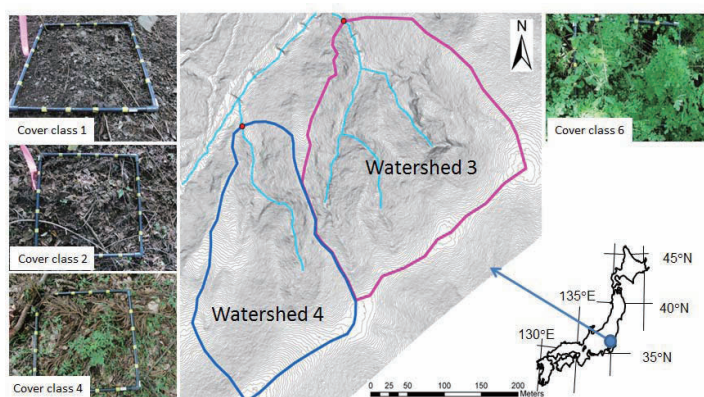 Cover class 1
Cover class 2
Cover class 4
Watershed 3
Watershed 4
N
Cover class 6
45°N
40°N
35°N
135°E
130°E
0 25 50 100 150 200
Meters